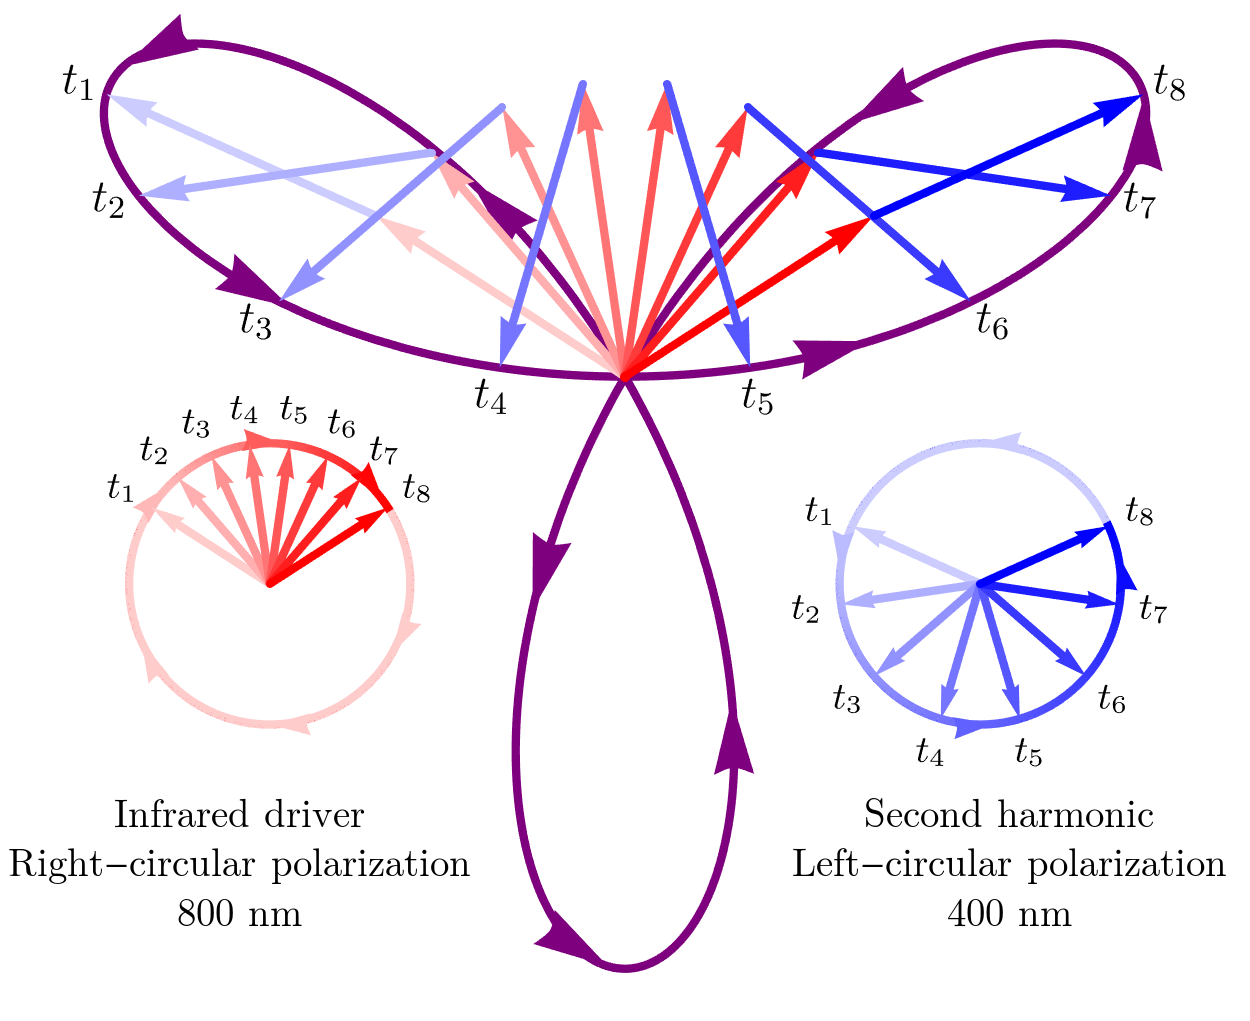 t1
t8
t2
t7
t3
t6
t4
t5
t4
t5
t3
t6
t2
t7
t1
t8
t1
t8
t2
t7
t3
t6
t4
t5
Infrared driver
Right−circular polarization
800 nm
Second harmonic
Left−circular polarization
400 nm